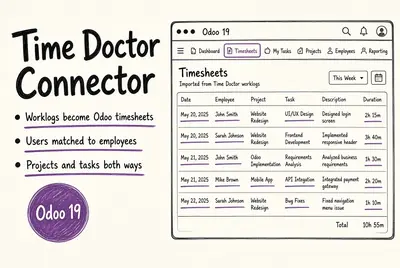 Time Doctor
Connector
• Worklogs become Odoo timesheets
• Users matched to employees
• Projects and tasks both ways
Odoo 19
Odoo 19
Dashboard Timesheets My Tasks Projects Employees Reporting
Timesheets
Imported from Time Doctor worklogs
This Week
Date Employee Project Task Description Duration
May 20, 2025 John Smith Website Redesign UI/UX Design Designed login screen 2h 15m
May 20, 2025 Sarah Johnson Website Redesign Frontend Development Implemented responsive header 3h 40m
May 21, 2025 John Smith Odoo Implementation Requirements Analysis Analyzed business requirements 1h 30m
May 21, 2025 Mike Brown Mobile App API Integation Integrated payment gateway 2h 20m
May 22, 2025 Sarah Johnson Website Redesign Bug Fixes Fixed navigation menu issue 1h 10m
Total 10h 55m